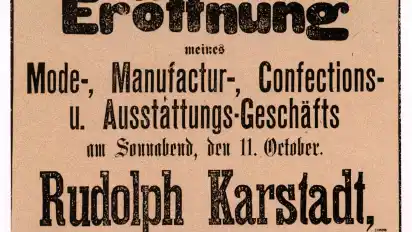 Eröffnung
meines
Mode-, Manufactur-, Confections-
u. Ausstattungs-Geschäfts
am Sonnabend, den 11. October.
Rudolph Karstadt,